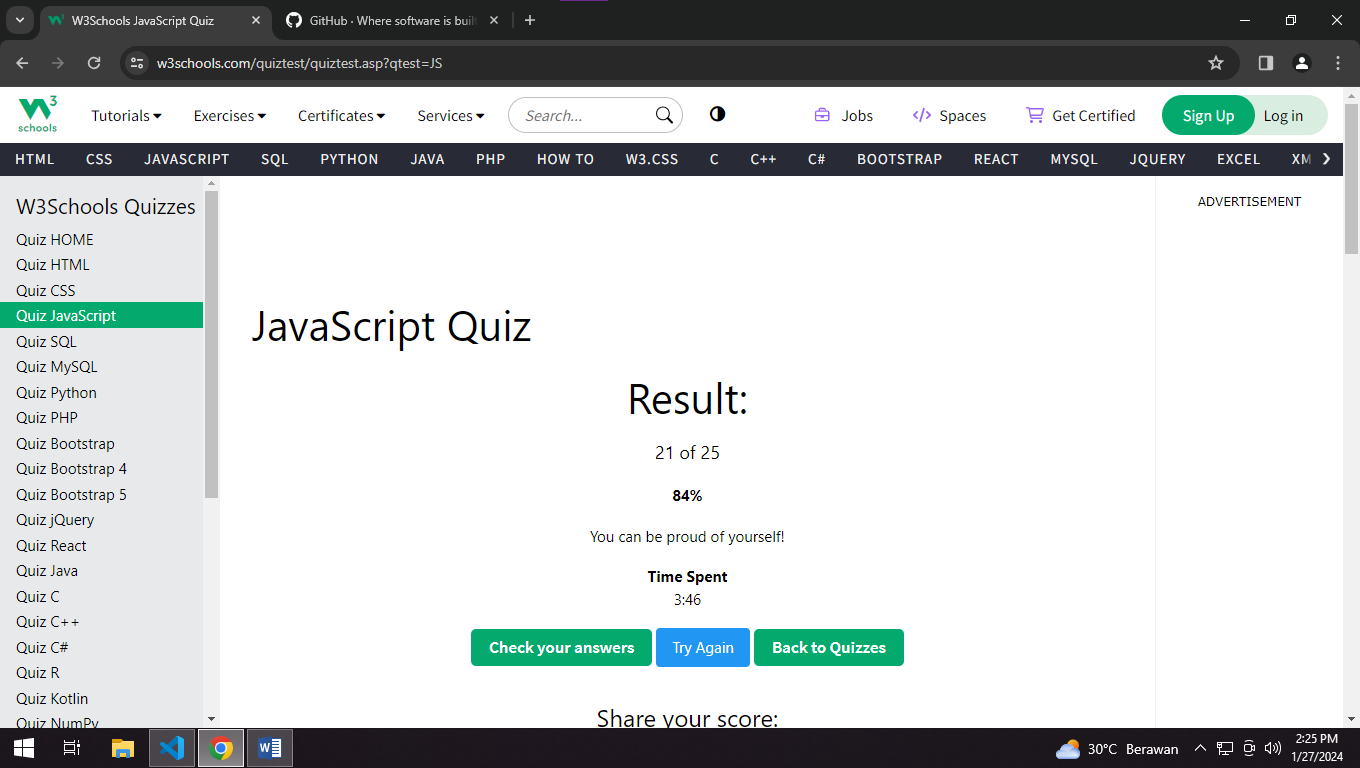 W3Schools JavaScript Quiz
GitHub · Where software is buil
w3schools.com/quiztest/quiztest.asp?qtest=JS
W3 schools
Tutorials Exercises Certificates Services Search... Jobs Spaces Get Certified Sign Up Log in
HTML CSS JAVASCRIPT SQL PYTHON JAVA PHP HOW TO W3.CSS C C++ C# BOOTSTRAP REACT MYSQL JQUERY EXCEL XM
W3Schools Quizzes
Quiz HOME
Quiz HTML
Quiz CSS
Quiz JavaScript
Quiz SQL
Quiz MySQL
Quiz Python
Quiz PHP
Quiz Bootstrap
Quiz Bootstrap 4
Quiz Bootstrap 5
Quiz jQuery
Quiz React
Quiz Java
Quiz C
Quiz C++
Quiz C#
Quiz R
Quiz Kotlin
Quiz NumPy
JavaScript Quiz
Result:
21 of 25
84%
You can be proud of yourself!
Time Spent
3:46
Check your answers Try Again Back to Quizzes
Share your score:
ADVERTISEMENT
30°C Berawan
2:25 PM
1/27/2024